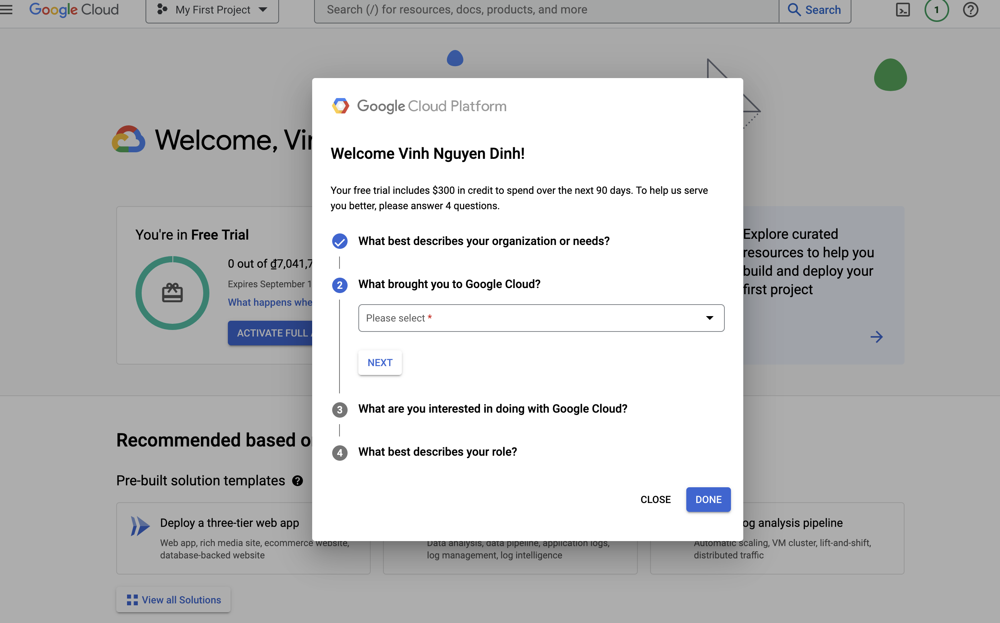 Google Cloud
My First Project
Search (/) for resources, docs, products, and more
Search
1
Welcome,
You're in Free Trial
0 out of ₫7,041,7
Expires September 1
What happens whe
ACTIVATE FULL
Google Cloud Platform
Welcome Vinh Nguyen Dinh!
Your free trial includes $300 in credit to spend over the next 90 days. To help us serve
you better, please answer 4 questions.
What best describes your organization or needs?
2 What brought you to Google Cloud?
Please select *
NEXT
3 What are you interested in doing with Google Cloud?
4 What best describes your role?
CLOSE
DONE
Explore curated
resources to help you
build and deploy your
first project
Recommended based
Pre-built solution templates
Deploy a three-tier web app
Web app, rich media site, ecommerce website,
database-backed website
Data analysis, data pipeline, application logs,
log management, log intelligence
og analysis pipeline
Automatic scaling, VM cluster, lift-and-shift,
distributed traffic
View all Solutions